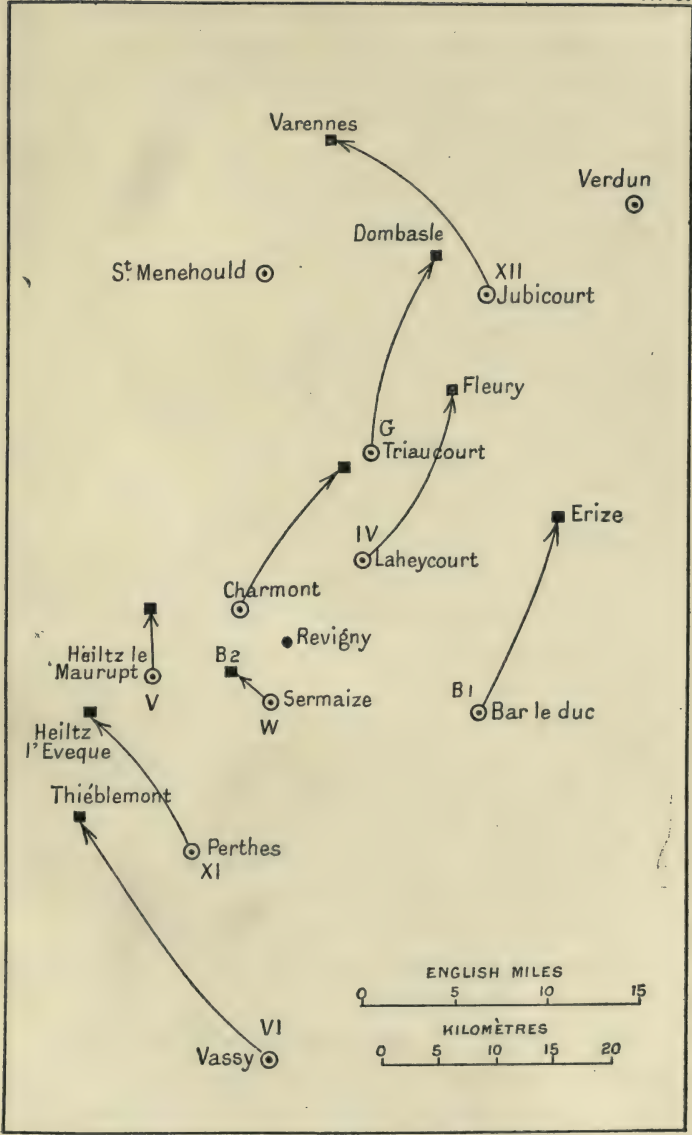 Varennes
Verdun
Dombasle
St. Menehould
XII
Jubicourt
Fleury
G
Triaucourt
Erize
IV
Laheycourt
Charmont
Revigny
Heiltz le
Maurupt
B2
V
Sermaize
W
B1
Bar le duc
Heiltz
l'Eveque
Thiéblemont
Perthes
XI
ENGLISH MILES
0 5 10 15
KILOMÈTRES
0 5 10 15 20
VI
Vassy